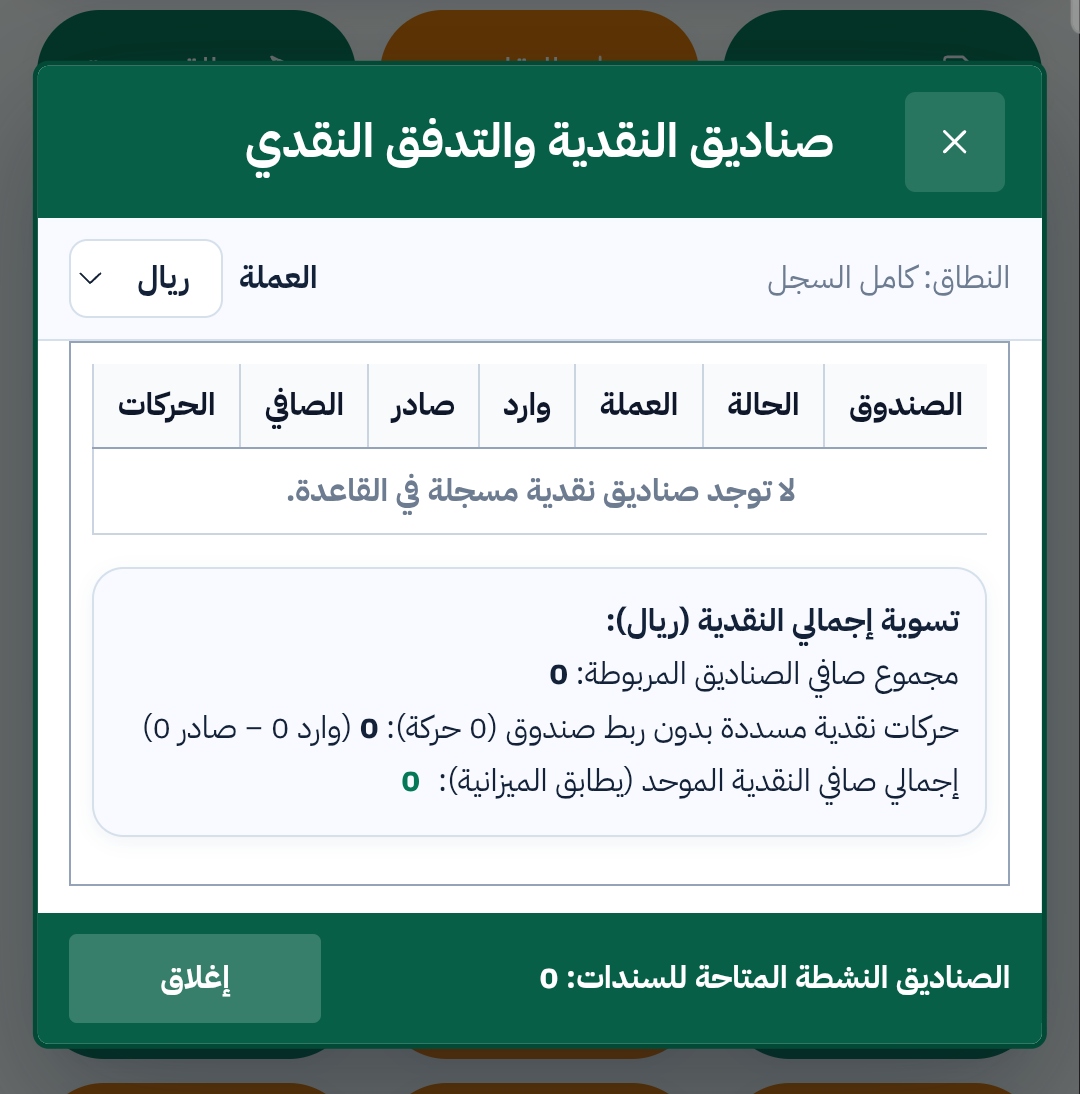 صناديق النقدية والتدفق النقدي
النطاق: كامل السجل
العملة
ريال
الصندوق الحالة العملة وارد صادر الصافي الحركات
لا توجد صناديق نقدية مسجلة في القاعدة.
تسوية إجمالي النقدية (ريال):
مجموع صافي الصناديق المربوطة: 0
حركات نقدية مسددة بدون ربط صندوق (0 حركة): 0 (وارد 0 – صادر 0)
إجمالي صافي النقدية الموحد (يطابق الميزانية): 0
الصناديق النشطة المتاحة للسندات: 0
إغلاق